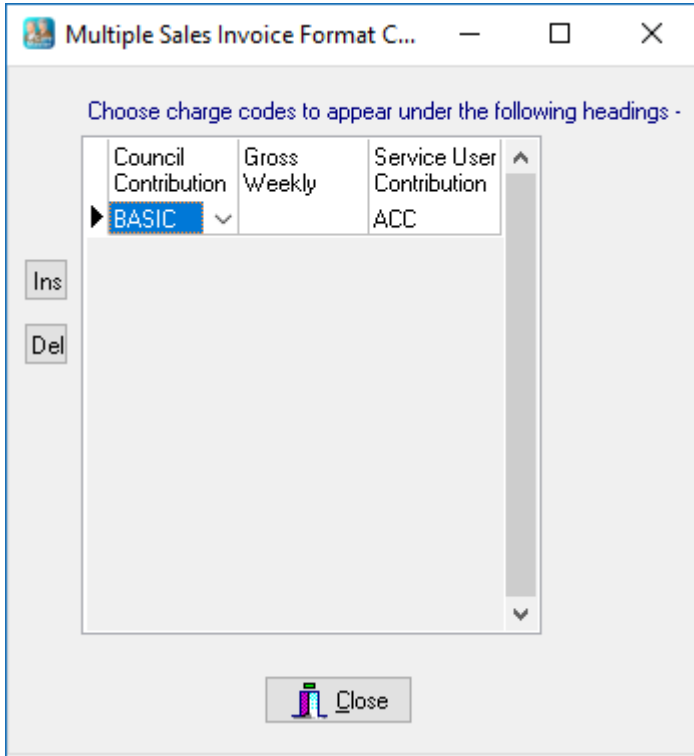 Multiple Sales Invoice Format C...
Choose charge codes to appear under the following headings -
Council Contribution Gross Weekly Service User Contribution
BASIC ACC
Ins
Del
Close